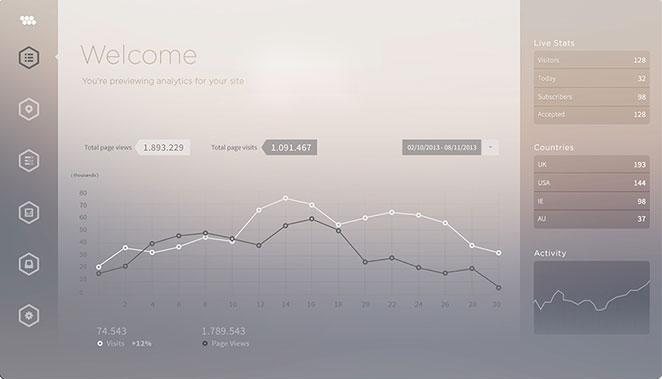 Welcome
You're previewing analytics for your site
Total page views 1.893.229 Total page visits 1.091.467 02/10/2013 - 08/11/2013
(thousands)
80
70
60
50
40
30
20
10
0
2 4 6 8 10 12 14 16 18 20 22 24 26 28 30
74.543 1.789.543
Visits +12% Page Views
Live Stats
Visitors 128
Today 32
Subscribers 98
Accepted 128
Countries
UK 193
USA 144
IE 98
AU 37
Activity